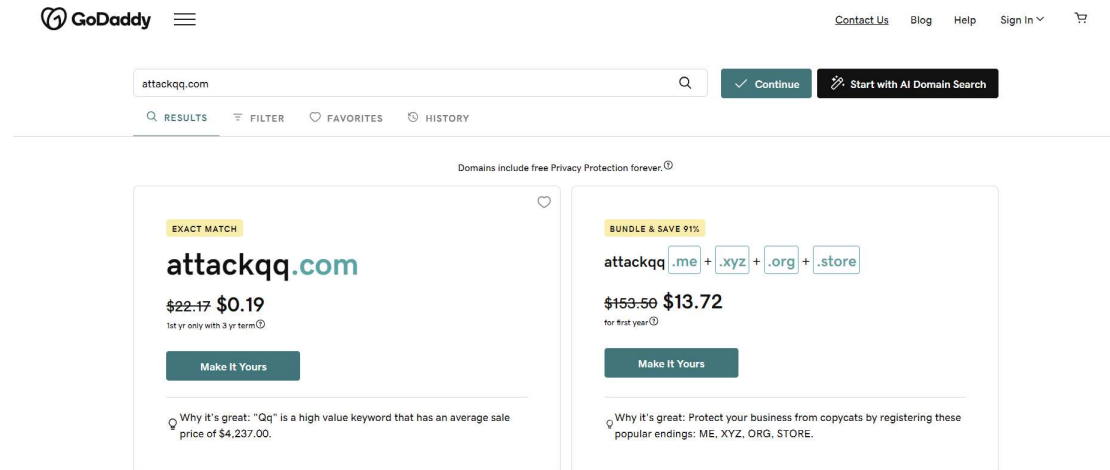 GoDaddy
Contact Us Blog Help Sign In
attackqq.com
Continue
Start with AI Domain Search
RESULTS FILTER FAVORITES HISTORY
Domains include free Privacy Protection forever.
EXACT MATCH
attackqq.com
$22.17 $0.19
1st yr only with 3 yr term
Make It Yours
Why it's great: "Qq" is a high value keyword that has an average sale
price of $4,237.00.
BUNDLE & SAVE 91%
attackqq .me + .xyz + .org + .store
$153.50 $13.72
for first year
Make It Yours
Why it's great: Protect your business from copycats by registering these
popular endings: ME, XYZ, ORG, STORE.